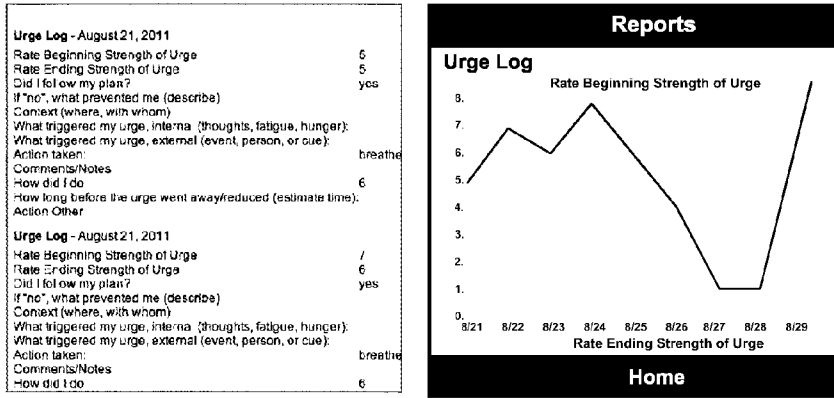 Urge Log - August 21, 2011
Rate Beginning Strength of Urge 6
Rate Ending Strength of Urge 5
Did I follow my plan? yes
If "no", what prevented me (describe)
Context (where, with whom)
What triggered my urge, interna (thoughts, fatigue, hunger):
What triggered my urge, external (event, person, or cue):
Action taken: breathe
Comments/Notes
How did I do 6
How long before the urge went away/reduced (estimate time):
Action Other
Urge Log - August 21, 2011
Rate Beginning Strength of Urge 7
Rate Ending Strength of Urge 6
Did I follow my plan? yes
If "no", what prevented me (describe)
Context (where, with whom)
What triggered my urge, interna (thoughts, fatigue, hunger):
What triggered my urge, external (event, person, or cue):
Action taken: breathe
Comments/Notes
How did I do 6
Reports
Urge Log
Rate Beginning Strength of Urge
8.
7.
6.
5.
4.
3.
2.
1.
0.
8/21 8/22 8/23 8/24 8/25 8/26 8/27 8/28 8/29
Rate Ending Strength of Urge
Home